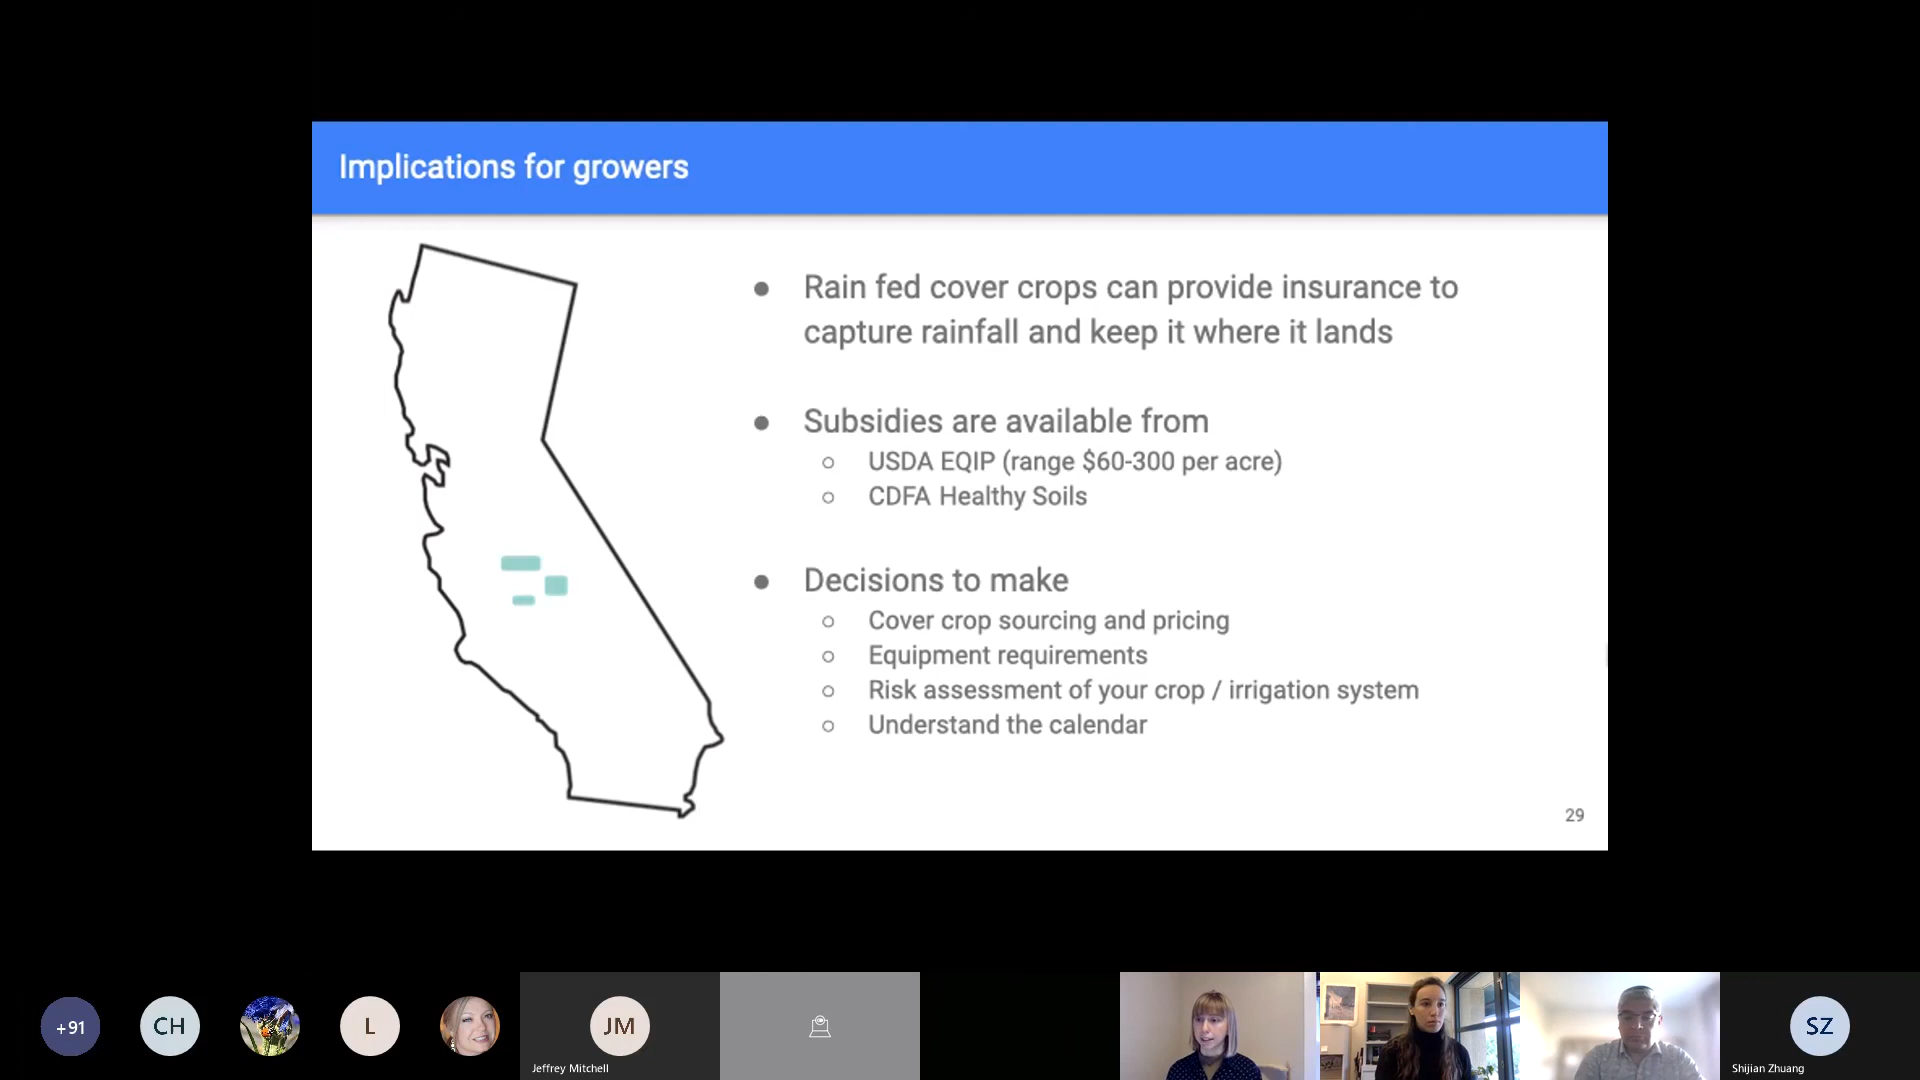 Implications for growers
Rain fed cover crops can provide insurance to
capture rainfall and keep it where it lands
Subsidies are available from
USDA EQIP (range $60-300 per acre)
CDFA Healthy Soils
Decisions to make
Cover crop sourcing and pricing
Equipment requirements
Risk assessment of your crop / irrigation system
Understand the calendar
29
+91
CH
L
JM
Jeffrey Mitchell
SZ
Shijian Zhuang